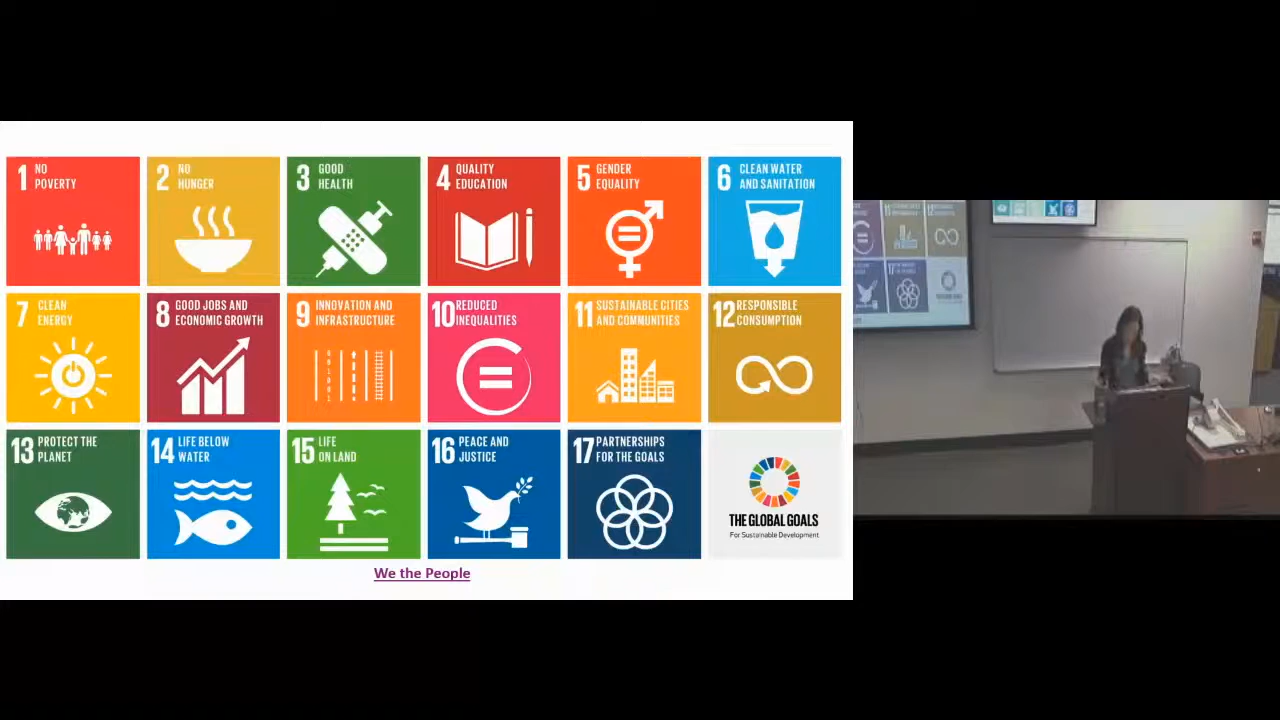 1 NO
POVERTY
2 NO
HUNGER
3 GOOD
HEALTH
4 QUALITY
EDUCATION
5 GENDER
EQUALITY
6 CLEAN WATER
AND SANITATION
7 CLEAN
ENERGY
8 GOOD JOBS AND
ECONOMIC GROWTH
9 INNOVATION AND
INFRASTRUCTURE
10 REDUCED
INEQUALITIES
11 SUSTAINABLE CITIES
AND COMMUNITIES
12 RESPONSIBLE
CONSUMPTION
13 PROTECT THE
PLANET
14 LIFE BELOW
WATER
15 LIFE
ON LAND
16 PEACE AND
JUSTICE
17 PARTNERSHIPS
FOR THE GOALS
THE GLOBAL GOALS
For Sustainable Development
We the People